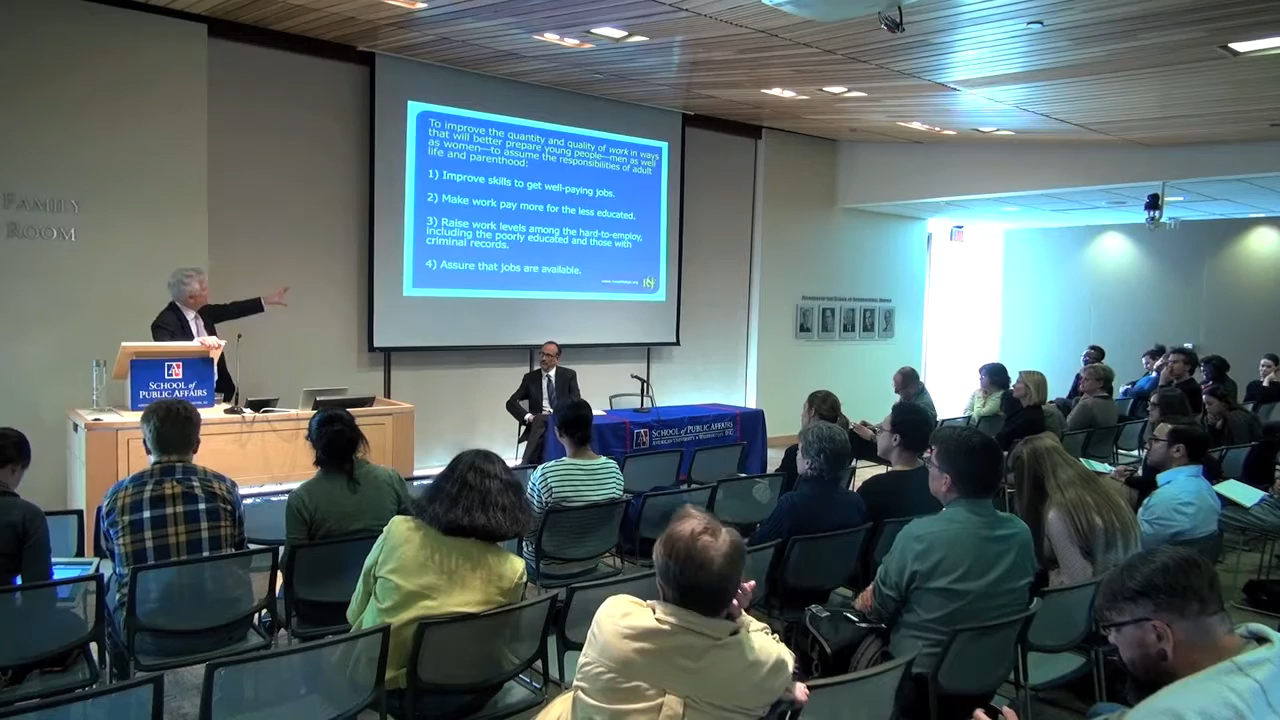 FAMILY
ROOM
To improve the quantity and quality of work in ways
that will better prepare young people—men as well
as women—to assume the responsibilities of adult
life and parenthood:
1) Improve skills to get well-paying jobs.
2) Make work pay more for the less educated.
3) Raise work levels among the hard-to-employ,
including the poorly educated and those with
criminal records.
4) Assure that jobs are available.
SCHOOL of
PUBLIC AFFAIRS
SCHOOL of PUBLIC AFFAIRS
AMERICAN UNIVERSITY • WASHINGTON, D.C.